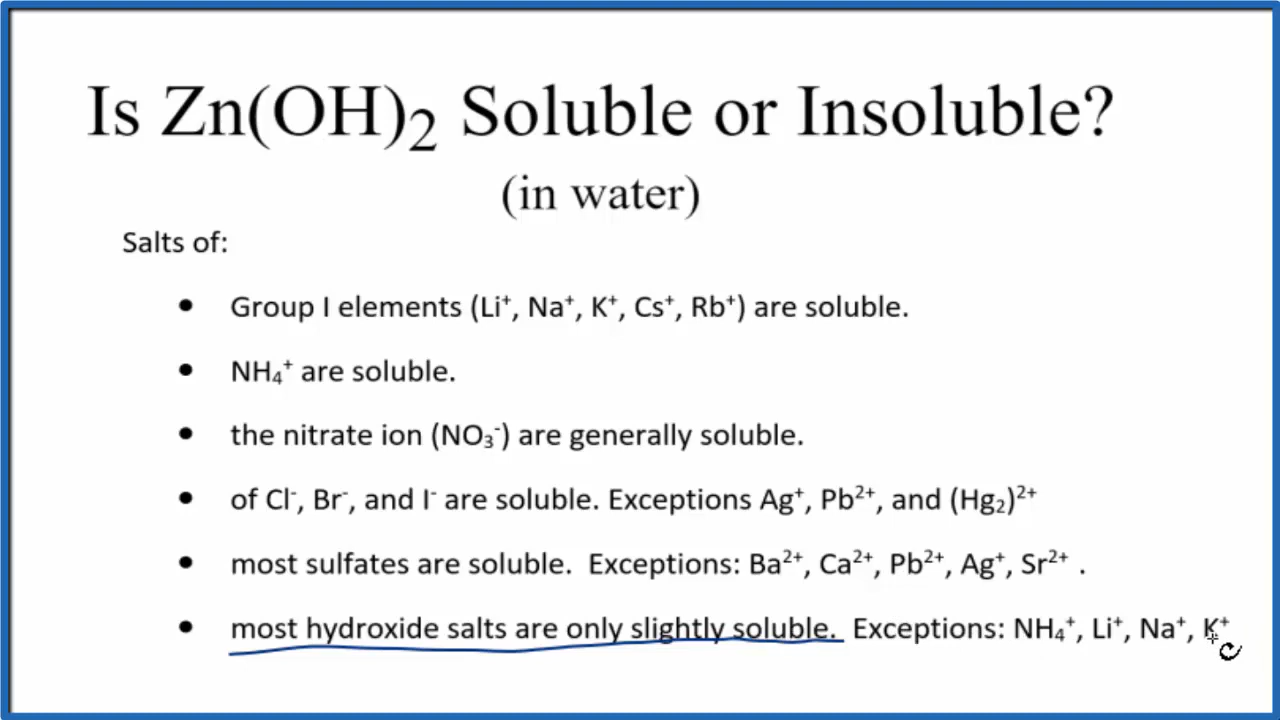 Is Zn(OH)₂ Soluble or Insoluble?
(in water)
Salts of:
• Group I elements (Li⁺, Na⁺, K⁺, Cs⁺, Rb⁺) are soluble.
• NH₄⁺ are soluble.
• the nitrate ion (NO₃⁻) are generally soluble.
• of Cl⁻, Br⁻, and I⁻ are soluble. Exceptions Ag⁺, Pb²⁺, and (Hg₂)²⁺
• most sulfates are soluble.  Exceptions: Ba²⁺, Ca²⁺, Pb²⁺, Ag⁺, Sr²⁺ .
• most hydroxide salts are only slightly soluble.  Exceptions: NH₄⁺, Li⁺, Na⁺, K⁺